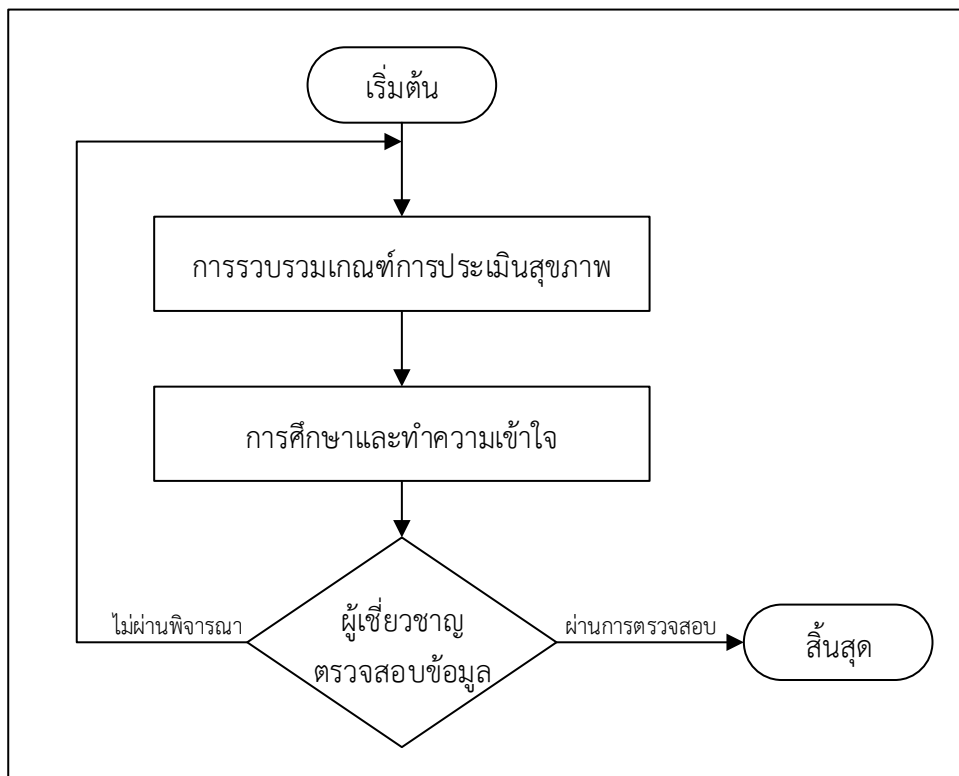 เริ่มต้น
การรวบรวมเกณฑ์การประเมินสุขภาพ
การศึกษาและทำความเข้าใจ
ไม่ผ่านพิจารณา
ผู้เชี่ยวชาญ
ตรวจสอบข้อมูล
ผ่านการตรวจสอบ
สิ้นสุด